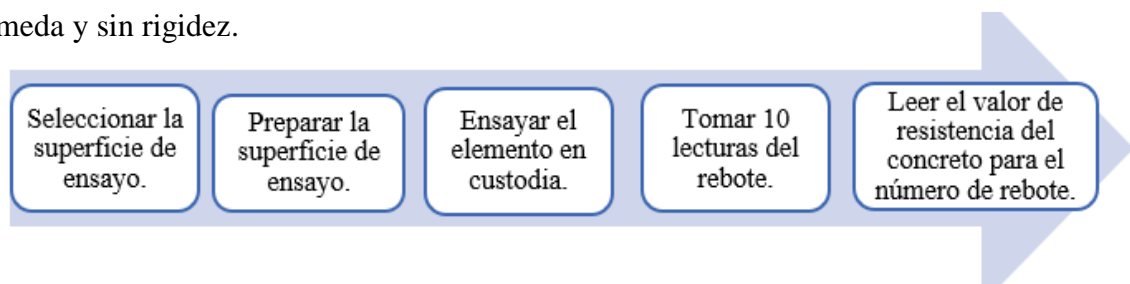 meda y sin rigidez.
Seleccionar la
superficie de
ensayo.
Preparar la
superficie de
ensayo.
Ensayar el
elemento en
custodia.
Tomar 10
lecturas del
rebote.
Leer el valor de
resistencia del
concreto para el
número de rebote.